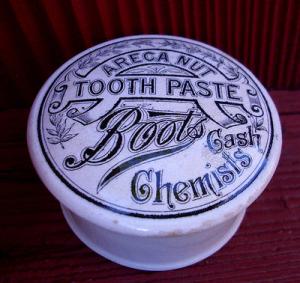 ARECA NUT
TOOTH PASTE
Boots
Cash
Chemists